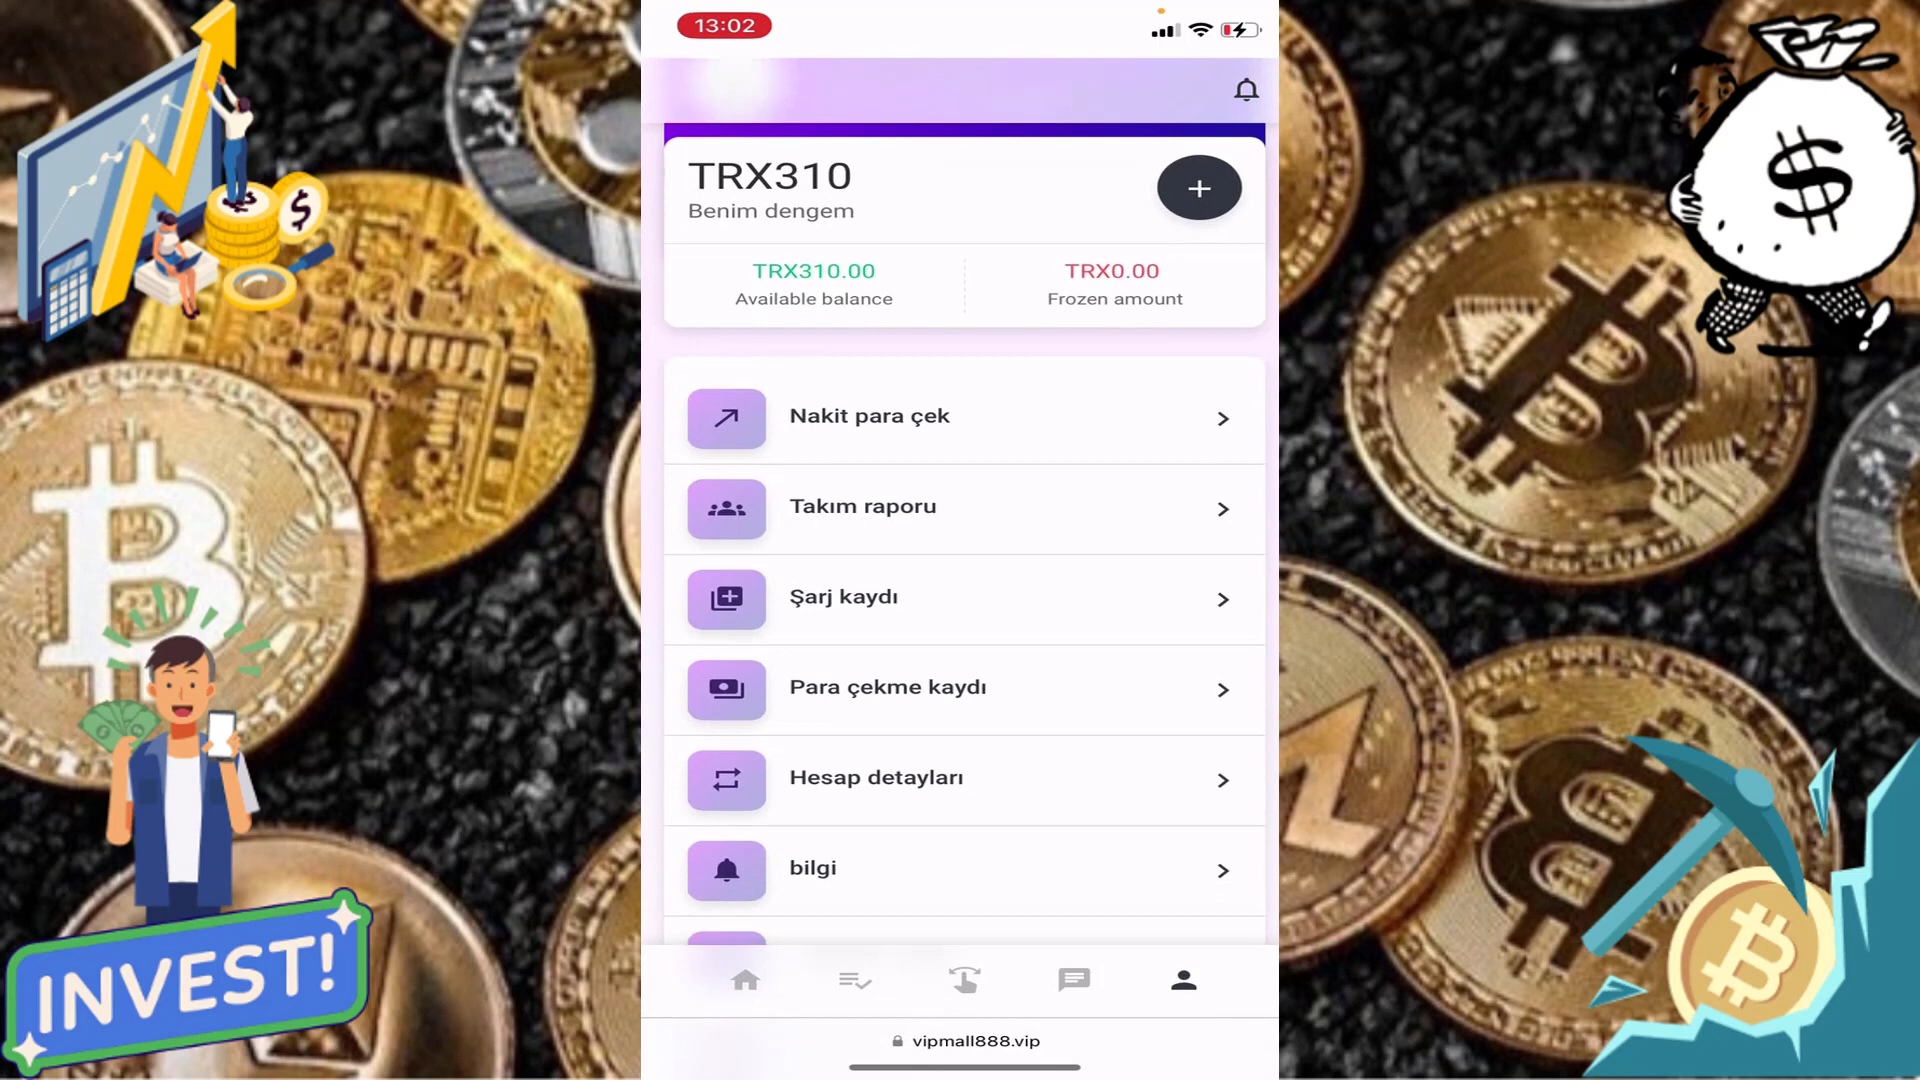 13:02
TRX310
Benim dengem
TRX310.00
Available balance
TRX0.00
Frozen amount
Nakit para çek
Takım raporu
Şarj kaydı
Para çekme kaydı
Hesap detayları
bilgi
INVEST!
vipmall888.vip